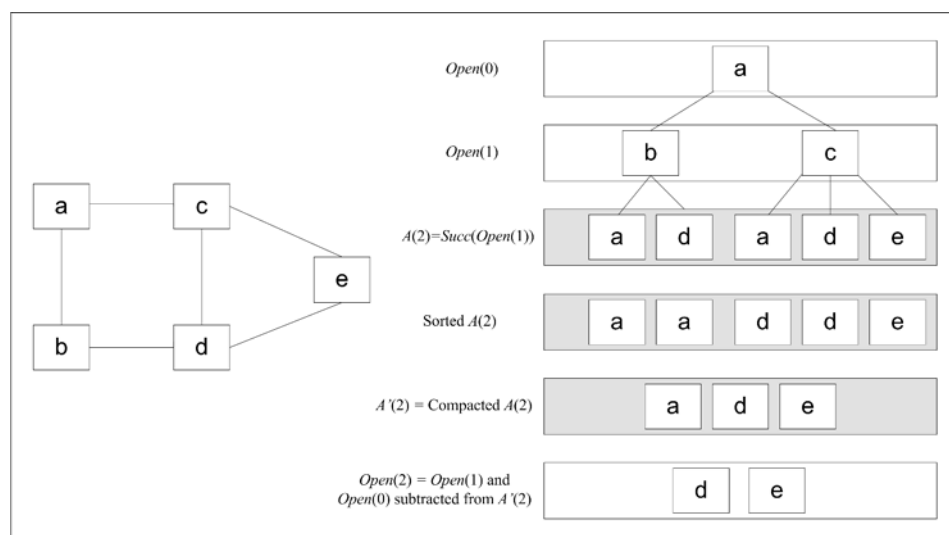 a c
e
b d
Open(0) a
Open(1) b c
A(2)=Succ(Open(1)) a d a d e
Sorted A(2) a a d d e
A'(2) = Compacted A(2) a d e
Open(2) = Open(1) and
Open(0) subtracted from A'(2) d e